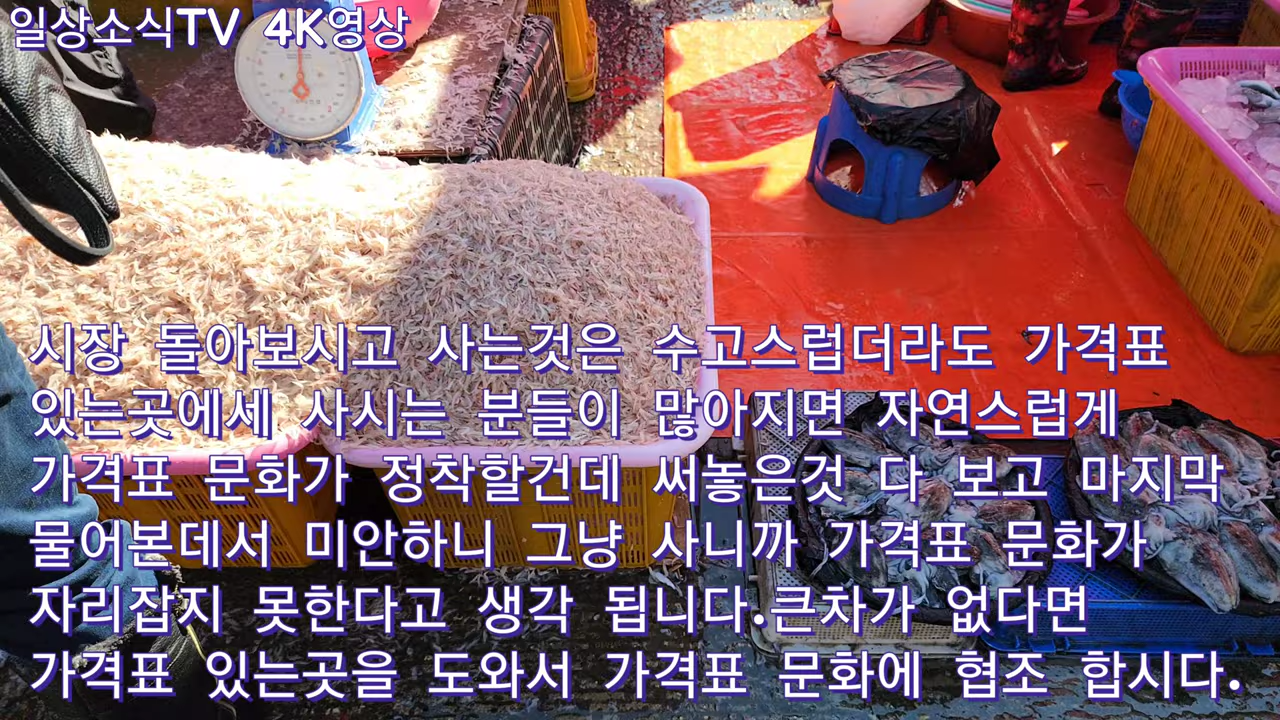 일상소식TV 4K영상
시장 돌아보시고 사는것은 수고스럽더라도 가격표
있는곳에세 사시는 분들이 많아지면 자연스럽게
가격표 문화가 정착할건데 써놓은것 다 보고 마지막
물어본데서 미안하니 그냥 사니까 가격표 문화가
자리잡지 못한다고 생각 됩니다.큰차가 없다면
가격표 있는곳을 도와서 가격표 문화에 협조 합시다.